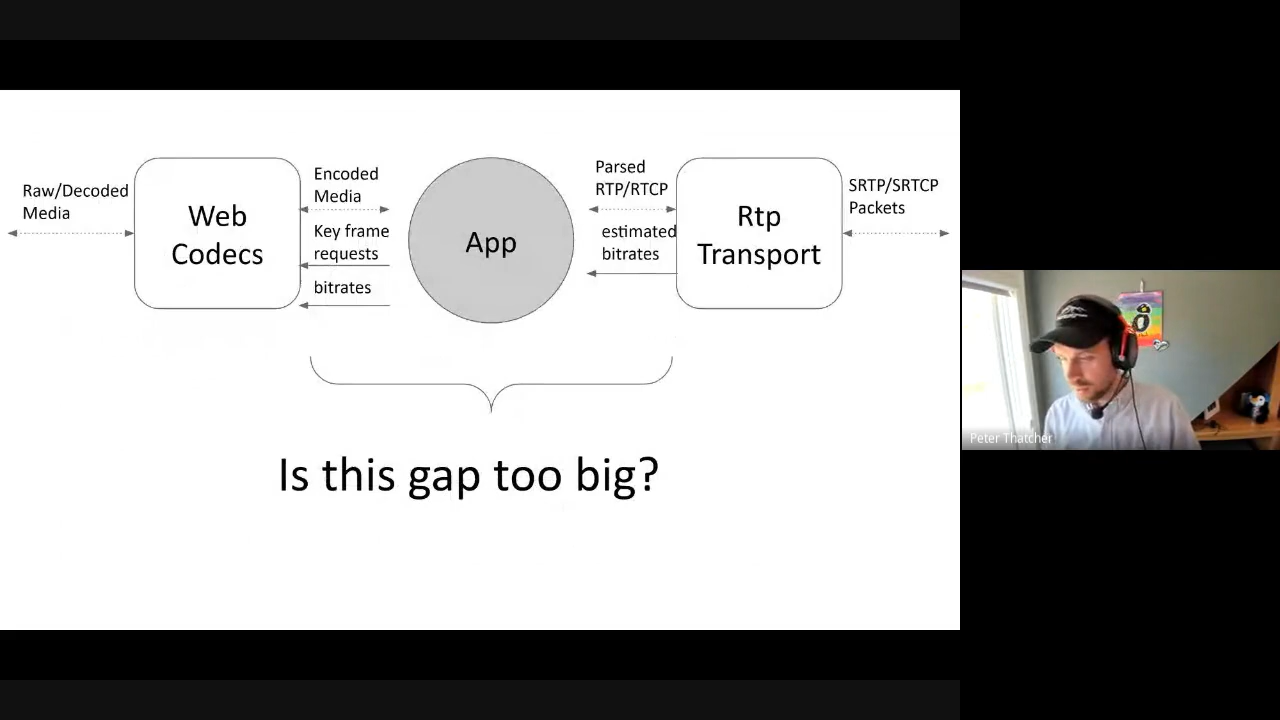 Raw/Decoded
Media
Web
Codecs
Encoded
Media
Key frame
requests
bitrates
App
Parsed
RTP/RTCP
estimated
bitrates
Rtp
Transport
SRTP/SRTCP
Packets
Is this gap too big?
Peter Thatcher